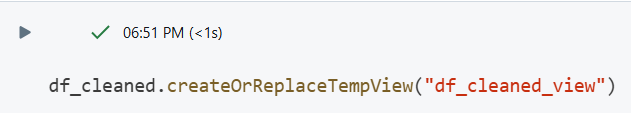 06:51 PM (<1s)
df_cleaned.createOrReplaceTempView("df_cleaned_view")